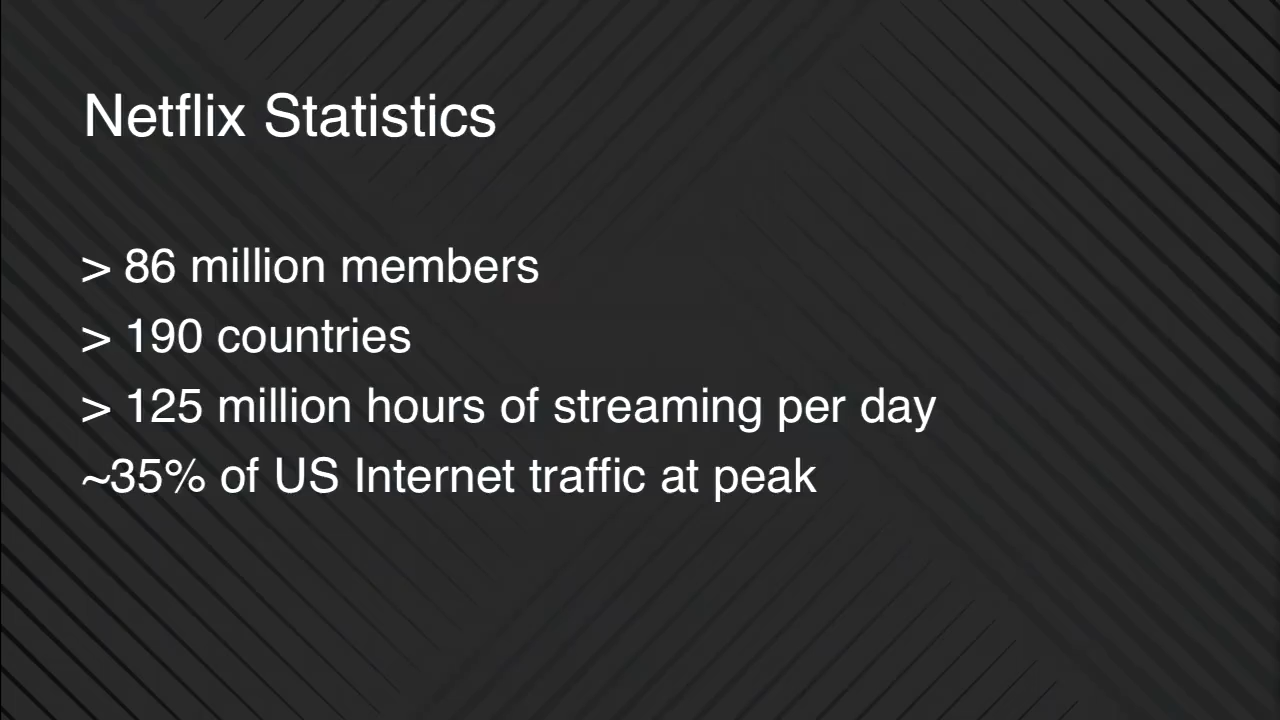 Netflix Statistics
> 86 million members
> 190 countries
> 125 million hours of streaming per day
~35% of US Internet traffic at peak